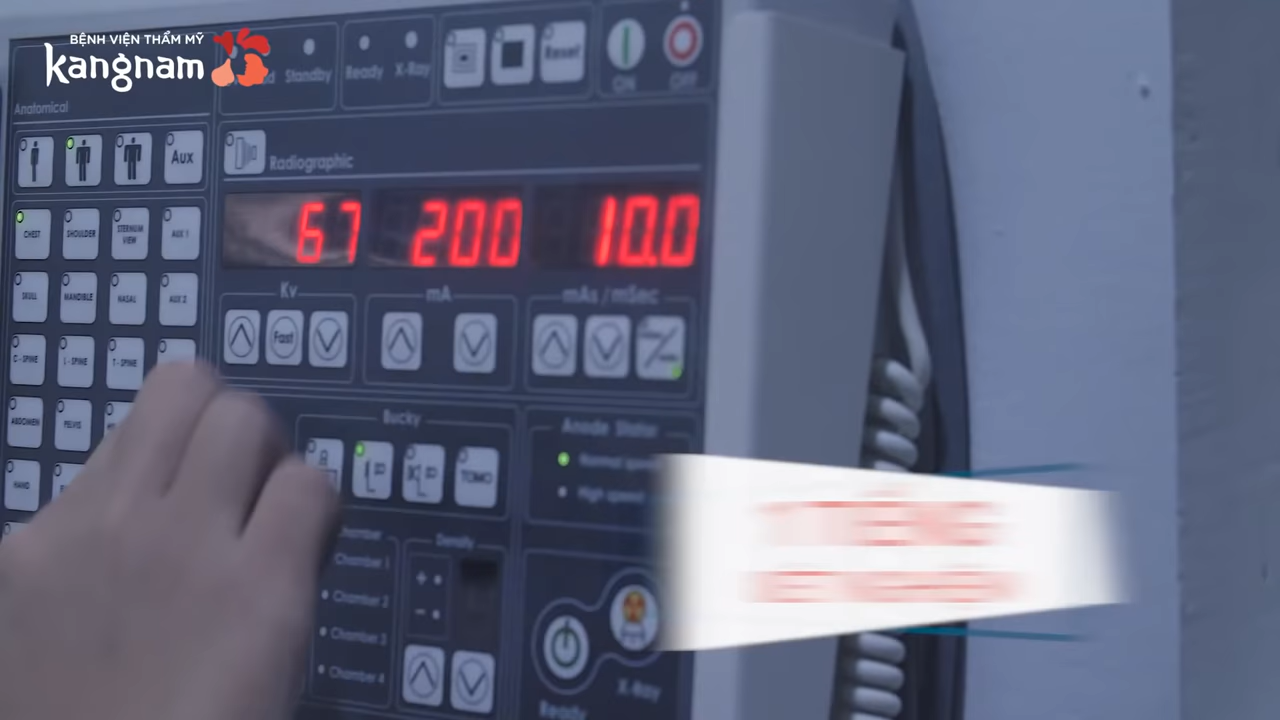 BỆNH VIỆN THẨM MỸ
kangnam
Standby
Ready
X-Ray
Reset
ON
OFF
Anatomical
Aux
Radiographic
67
200
10.0
Kv
mA
mAs / mSec
Fast
CHEST
SHOULDER
STERNUM
VIEW
AUX 1
SKULL
MANDIBLE
NASAL
AUX 2
C - SPINE
L - SPINE
T - SPINE
ABDOMEN
PELVIS
HAND
Bucky
TOMO
Anode Stator
Normal speed
High speed
Chamber
Density
Chamber 1
Chamber 2
Chamber 3
Chamber 4
+
-
1 TIẾNG
Ready
X-Ray